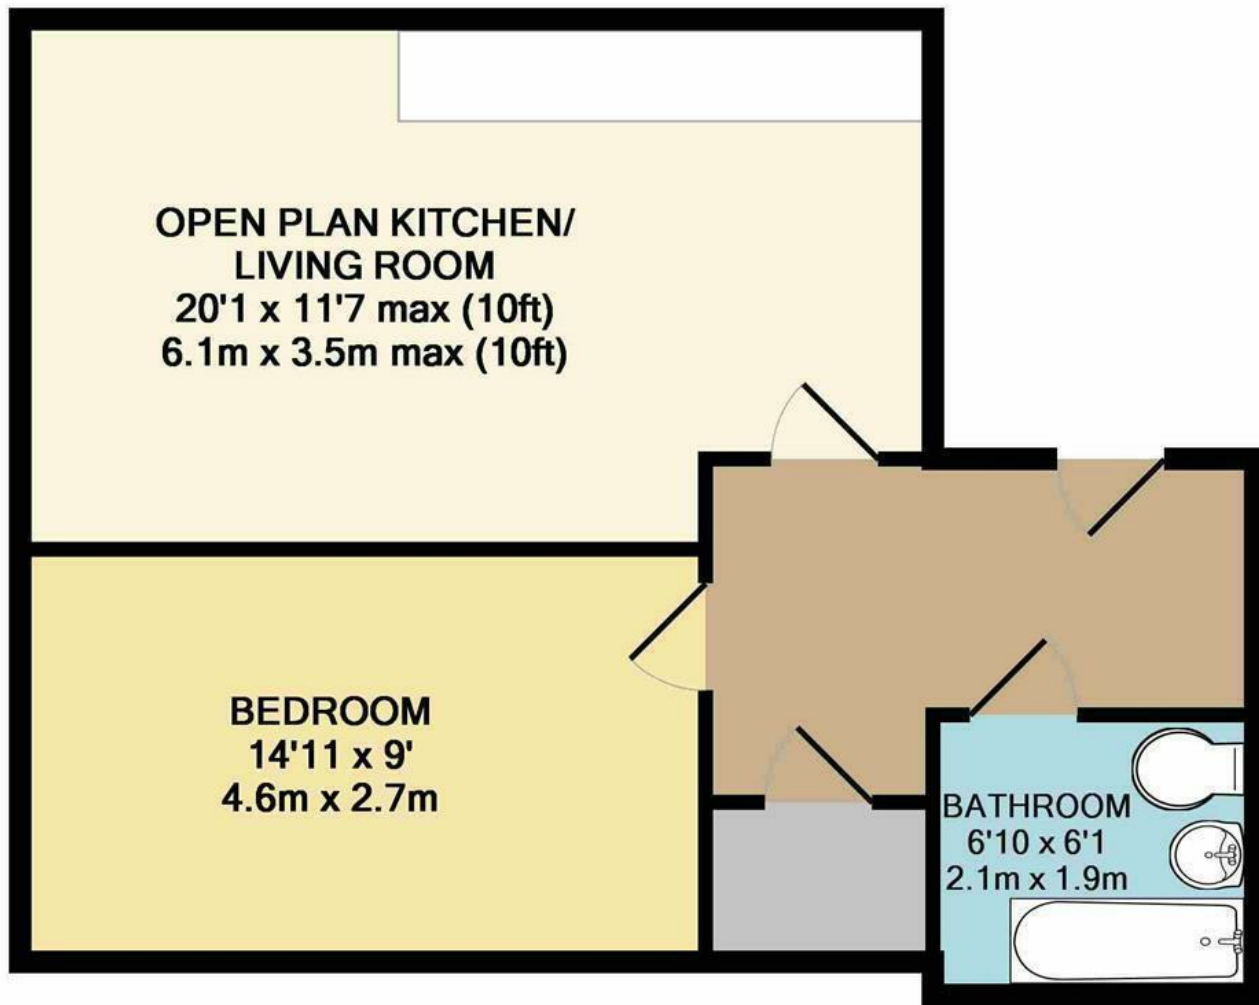 OPEN PLAN KITCHEN/
LIVING ROOM
20'1 x 11'7 max (10ft)
6.1m x 3.5m max (10ft)
BEDROOM
14'11 x 9'
4.6m x 2.7m
BATHROOM
6'10 x 6'1
2.1m x 1.9m